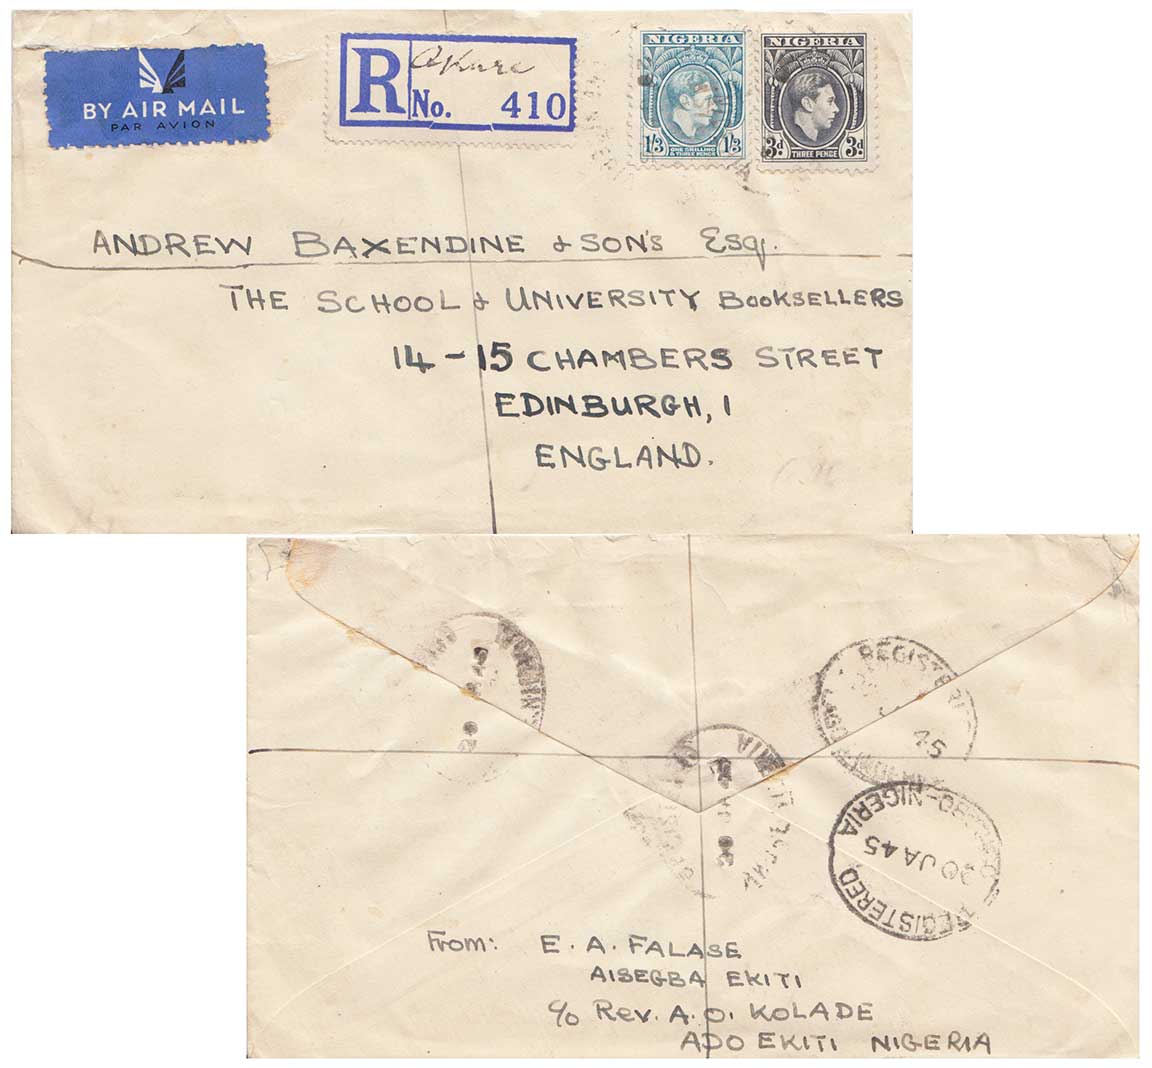 BY AIR MAIL
PAR AVION
R
Akure
No. 410
NIGERIA
1/3 1/3
ONE SHILLING
& THREE PENCE
NIGERIA
3d 3d
THREE PENCE
ANDREW BAXENDINE & SON'S Esq.
THE SCHOOL & UNIVERSITY BOOKSELLERS
14-15 CHAMBERS STREET
EDINBURGH, 1
ENGLAND.
REGISTERED
45
REGISTERED
NIGERIA
JA 45
From: E. A. FALASE
AISEGBA EKITI
c/o Rev. A. O. KOLADE
ADO EKITI NIGERIA